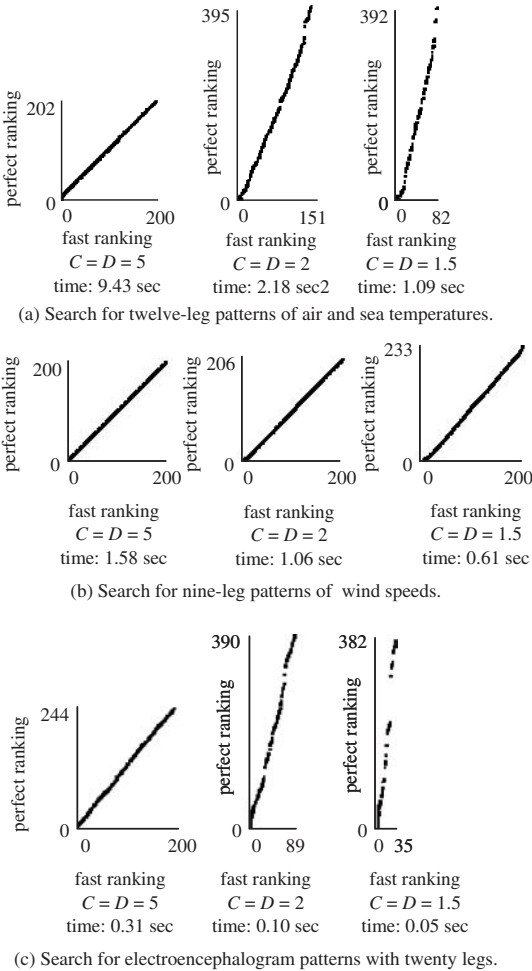 395
392
202
perfect ranking
perfect ranking
perfect ranking
0
0
0
0
200
0
151
0
82
fast ranking
C = D = 5
time: 9.43 sec
fast ranking
C = D = 2
time: 2.18 sec2
fast ranking
C = D = 1.5
time: 1.09 sec
(a) Search for twelve-leg patterns of air and sea temperatures.
200
206
233
perfect ranking
perfect ranking
perfect ranking
0
0
0
0
200
0
200
0
200
fast ranking
C = D = 5
time: 1.58 sec
fast ranking
C = D = 2
time: 1.06 sec
fast ranking
C = D = 1.5
time: 0.61 sec
(b) Search for nine-leg patterns of wind speeds.
390
382
244
perfect ranking
perfect ranking
perfect ranking
0
0
0
0
200
0
89
0
35
fast ranking
C = D = 5
time: 0.31 sec
fast ranking
C = D = 2
time: 0.10 sec
fast ranking
C = D = 1.5
time: 0.05 sec
(c) Search for electroencephalogram patterns with twenty legs.